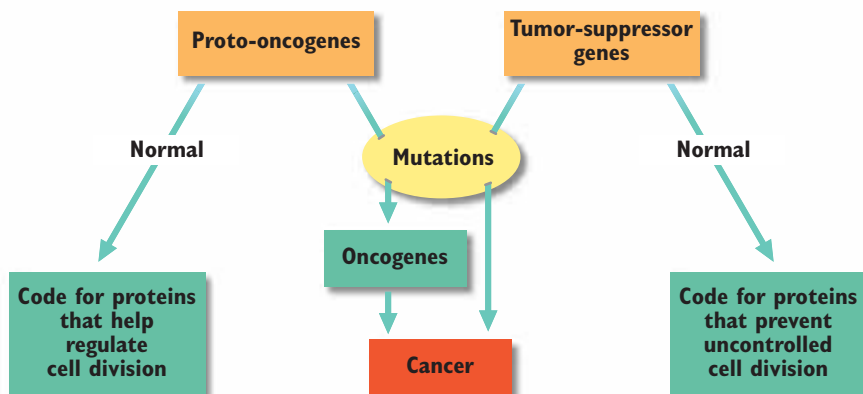 Proto-oncogenes
Tumor-suppressor
genes
Normal
Mutations
Normal
Oncogenes
Code for proteins
that help
regulate
cell division
Cancer
Code for proteins
that prevent
uncontrolled
cell division